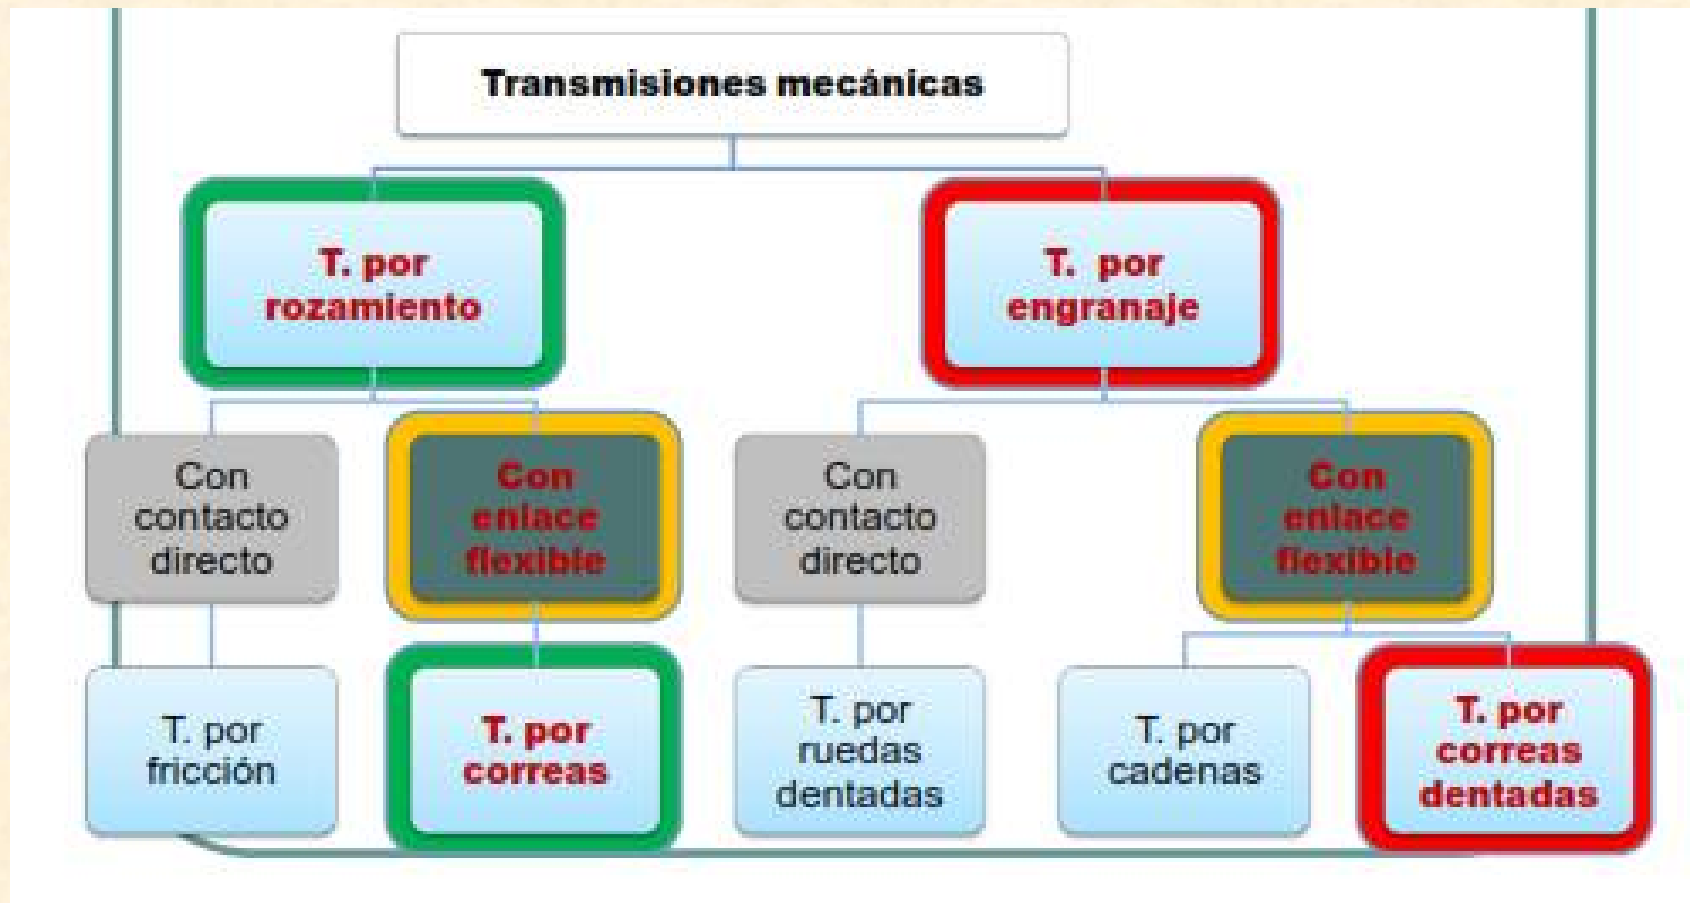 Transmisiones mecánicas
T. por
rozamiento
T. por
engranaje
Con
contacto
directo
Con
enlace
flexible
Con
contacto
directo
Con
enlace
flexible
T. por
fricción
T. por
correas
T. por
ruedas
dentadas
T. por
cadenas
T. por
correas
dentadas